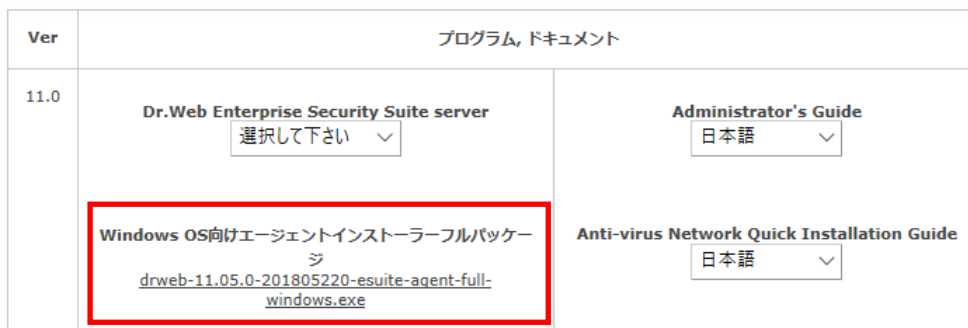 Ver
プログラム, ドキュメント
11.0
Dr.Web Enterprise Security Suite server
選択して下さい
Administrator's Guide
日本語
Windows OS向けエージェントインストーラーフルパッケー
ジ
drweb-11.05.0-201805220-esuite-agent-full-
windows.exe
Anti-virus Network Quick Installation Guide
日本語